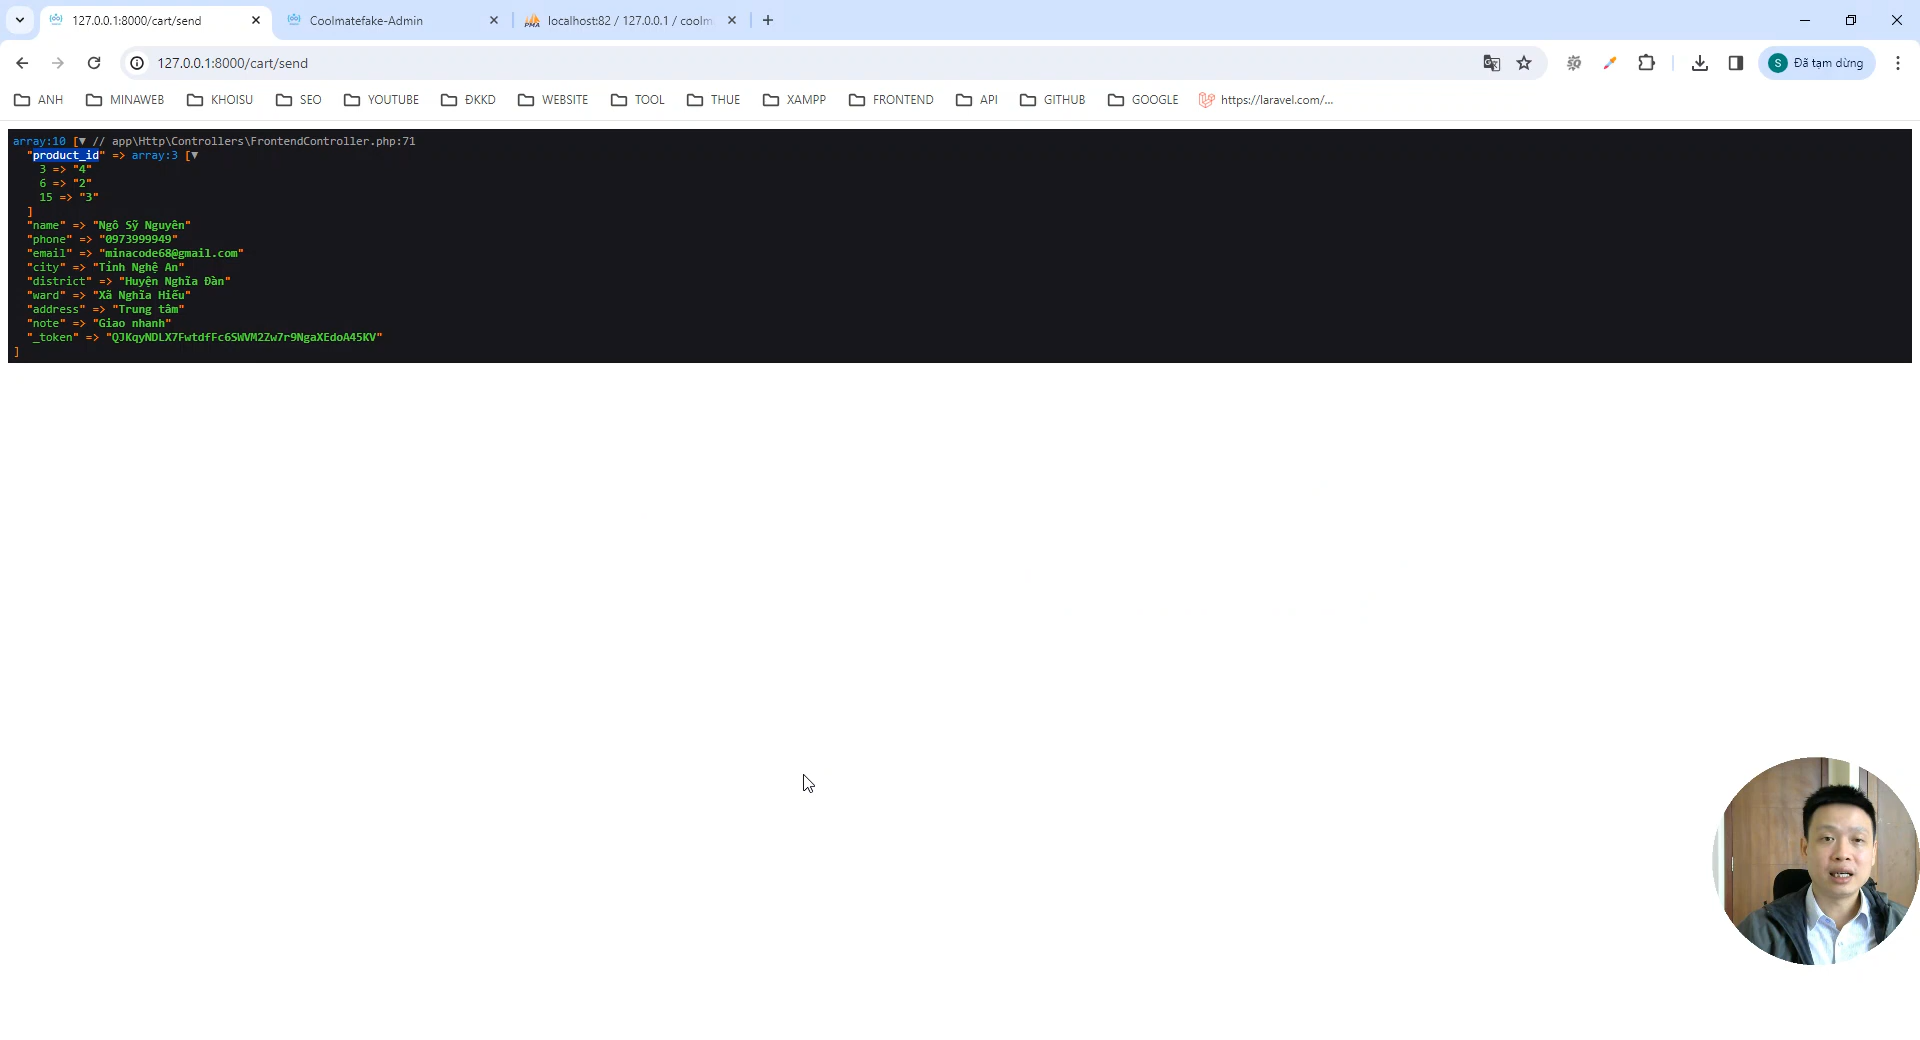 127.0.0.1:8000/cart/send
Coolmatefake-Admin
localhost:82 / 127.0.0.1 / coolm
127.0.0.1:8000/cart/send
S Đã tạm dừng
ANH MINAWEB KHOISU SEO YOUTUBE ĐKKD WEBSITE TOOL THUE XAMPP FRONTEND API GITHUB GOOGLE https://laravel.com/...
array:10 [▼ // app\Http\Controllers\FrontendController.php:71
"product_id" => array:3 [▼
3 => "4"
6 => "2"
15 => "3"
]
"name" => "Ngô Sỹ Nguyên"
"phone" => "0973999949"
"email" => "minacode68@gmail.com"
"city" => "Tỉnh Nghệ An"
"district" => "Huyện Nghĩa Đàn"
"ward" => "Xã Nghĩa Hiếu"
"address" => "Trung tâm"
"note" => "Giao nhanh"
"_token" => "QJKqyNDLX7FwtdfFc6SWVM2Zw7r9NgaXEdoA45KV"
]